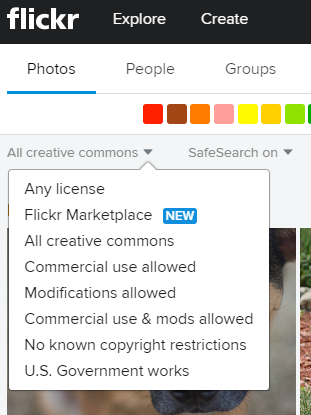 flickr Explore Create
Photos People Groups
All creative commons SafeSearch on
Any license
Flickr Marketplace NEW
All creative commons
Commercial use allowed
Modifications allowed
Commercial use & mods allowed
No known copyright restrictions
U.S. Government works